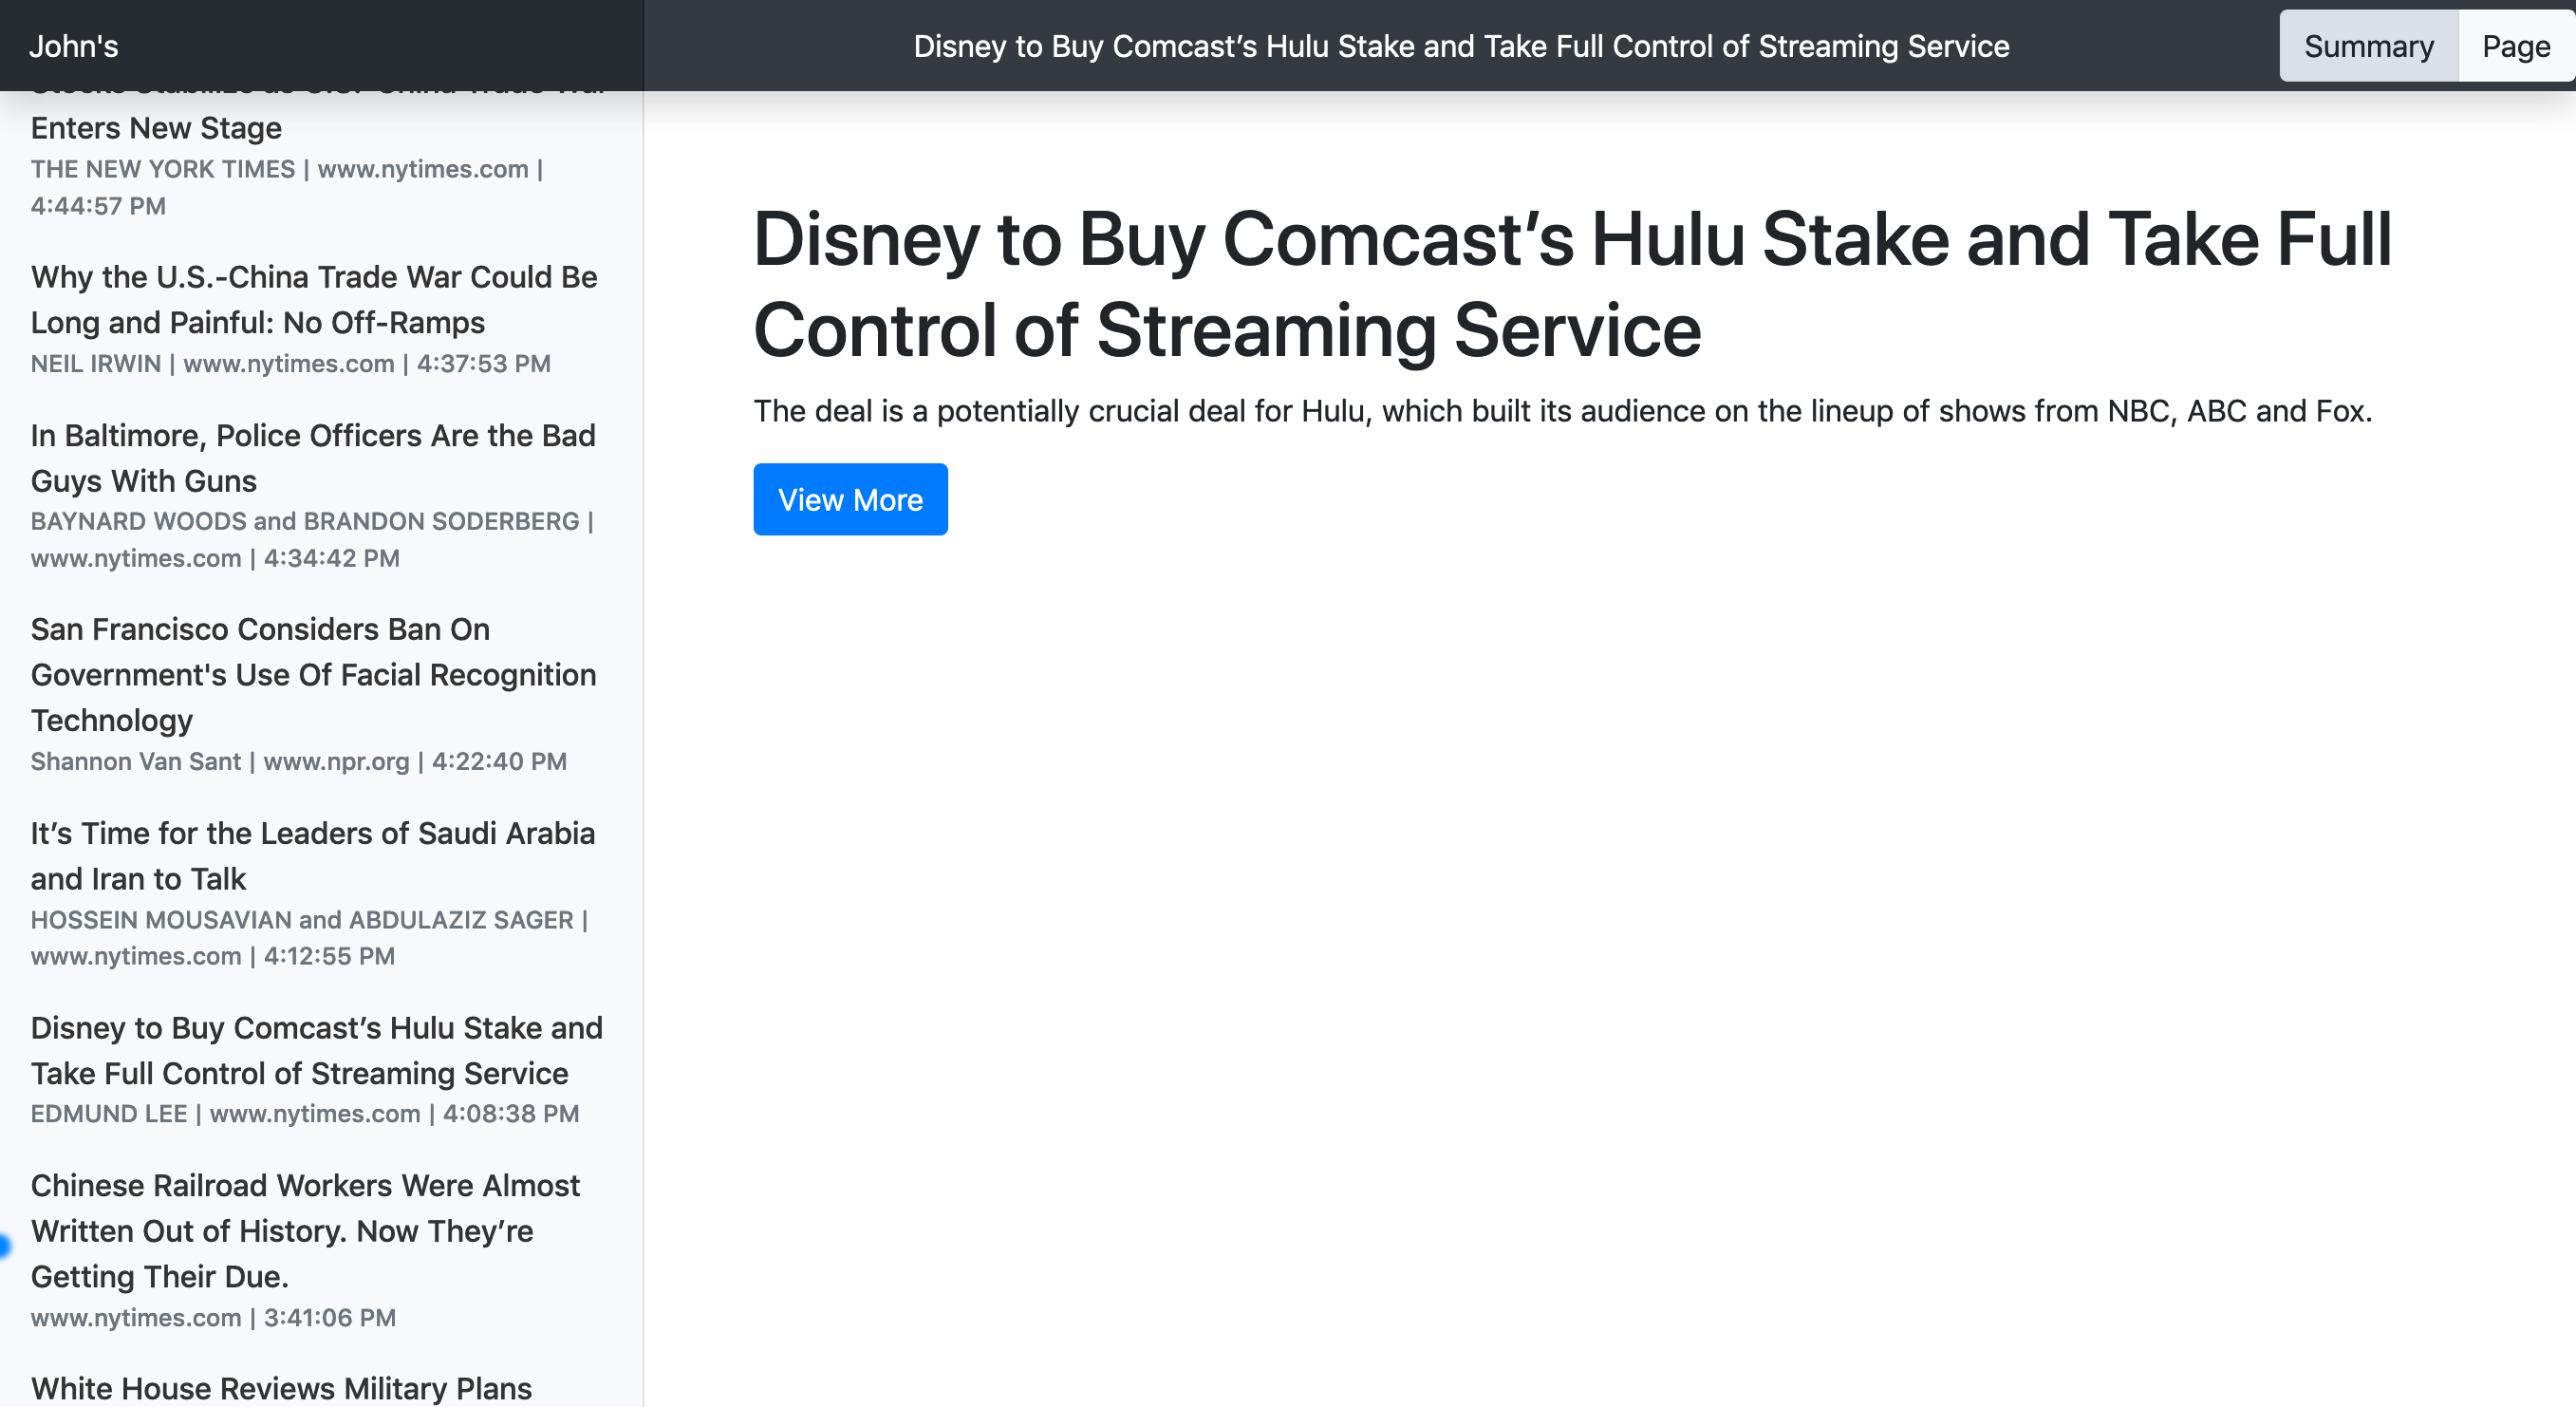 John's
Disney to Buy Comcast’s Hulu Stake and Take Full Control of Streaming Service
Summary
Page
Enters New Stage
THE NEW YORK TIMES | www.nytimes.com |
4:44:57 PM
Why the U.S.-China Trade War Could Be
Long and Painful: No Off-Ramps
NEIL IRWIN | www.nytimes.com | 4:37:53 PM
In Baltimore, Police Officers Are the Bad
Guys With Guns
BAYNARD WOODS and BRANDON SODERBERG |
www.nytimes.com | 4:34:42 PM
San Francisco Considers Ban On
Government's Use Of Facial Recognition
Technology
Shannon Van Sant | www.npr.org | 4:22:40 PM
It’s Time for the Leaders of Saudi Arabia
and Iran to Talk
HOSSEIN MOUSAVIAN and ABDULAZIZ SAGER |
www.nytimes.com | 4:12:55 PM
Disney to Buy Comcast’s Hulu Stake and
Take Full Control of Streaming Service
EDMUND LEE | www.nytimes.com | 4:08:38 PM
Chinese Railroad Workers Were Almost
Written Out of History. Now They’re
Getting Their Due.
www.nytimes.com | 3:41:06 PM
White House Reviews Military Plans
Disney to Buy Comcast’s Hulu Stake and Take Full
Control of Streaming Service
The deal is a potentially crucial deal for Hulu, which built its audience on the lineup of shows from NBC, ABC and Fox.
View More